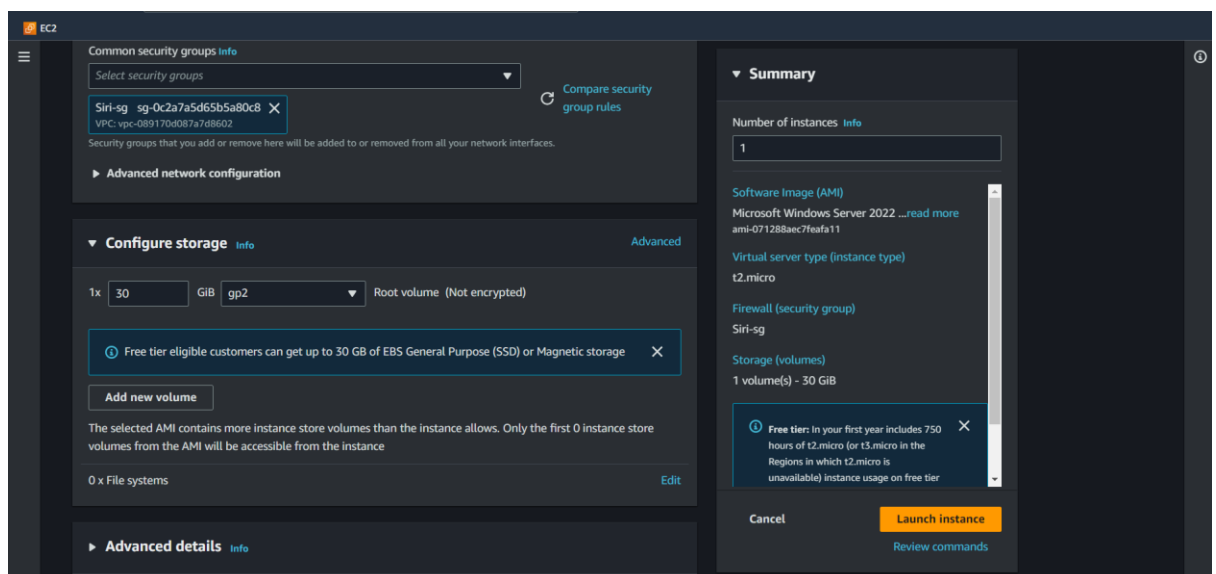 EC2
Common security groups Info
Select security groups
Compare security
group rules
Siri-sg sg-0c2a7a5d65b5a80c8
VPC: vpc-089170d087a7d8602
Security groups that you add or remove here will be added to or removed from all your network interfaces.
Advanced network configuration
Configure storage Info
Advanced
1x 30 GiB gp2 Root volume (Not encrypted)
Free tier eligible customers can get up to 30 GB of EBS General Purpose (SSD) or Magnetic storage
Add new volume
The selected AMI contains more instance store volumes than the instance allows. Only the first 0 instance store
volumes from the AMI will be accessible from the instance
0 x File systems Edit
Advanced details Info
Summary
Number of instances Info
1
Software Image (AMI)
Microsoft Windows Server 2022 ...read more
ami-071288aec7feafa11
Virtual server type (instance type)
t2.micro
Firewall (security group)
Siri-sg
Storage (volumes)
1 volume(s) - 30 GiB
Free tier: In your first year includes 750
hours of t2.micro (or t3.micro in the
Regions in which t2.micro is
unavailable) instance usage on free tier
Cancel Launch instance
Review commands